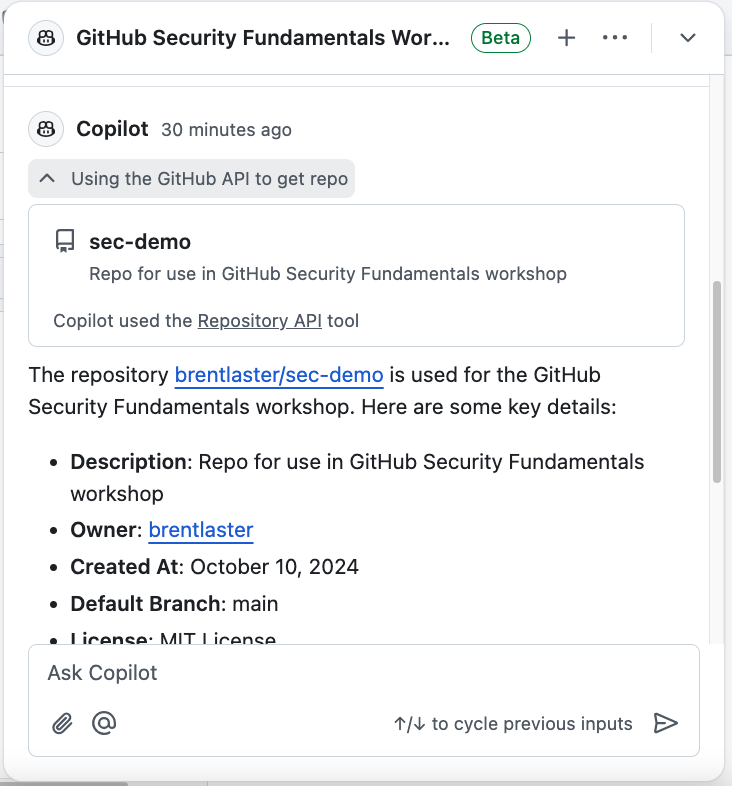 GitHub Security Fundamentals Wor...
Beta
Copilot 30 minutes ago
Using the GitHub API to get repo
sec-demo
Repo for use in GitHub Security Fundamentals workshop
Copilot used the Repository API tool
The repository brentlaster/sec-demo is used for the GitHub
Security Fundamentals workshop. Here are some key details:
• Description: Repo for use in GitHub Security Fundamentals
workshop
• Owner: brentlaster
• Created At: October 10, 2024
• Default Branch: main
• License: MIT License
Ask Copilot
↑/↓ to cycle previous inputs